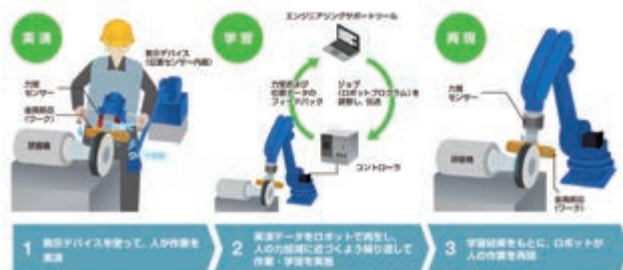 実演
教示デバイス
(位置センサー内蔵)
力覚
センサー
金属部品
(ワーク)
研磨機
学習
エンジニアリングサポートツール
力覚および
位置データの
フィードバック
ジョブ
(ロボットプログラム)を
調整し、伝送
コントローラ
再現
力覚
センサー
研磨機
金属部品
(ワーク)
1 教示デバイスを使って、人が作業を
実演
2 実演データをロボットで再生し、
人の力加減に近づくよう繰り返して
作業・学習を実施
3 学習結果をもとに、ロボットが
人の作業を再現